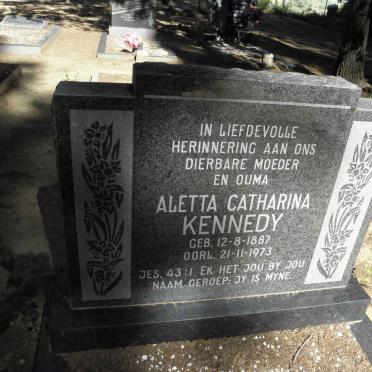 IN LIEFDEVOLLE
HERINNERING AAN ONS
DIERBARE MOEDER
EN OUMA
ALETTA CATHARINA
KENNEDY
GEB. 12-8-1887
OORL. 21-11-1973
JES. 43:1 EK HET JOU BY JOU
NAAM GEROEP; JY IS MYNE.